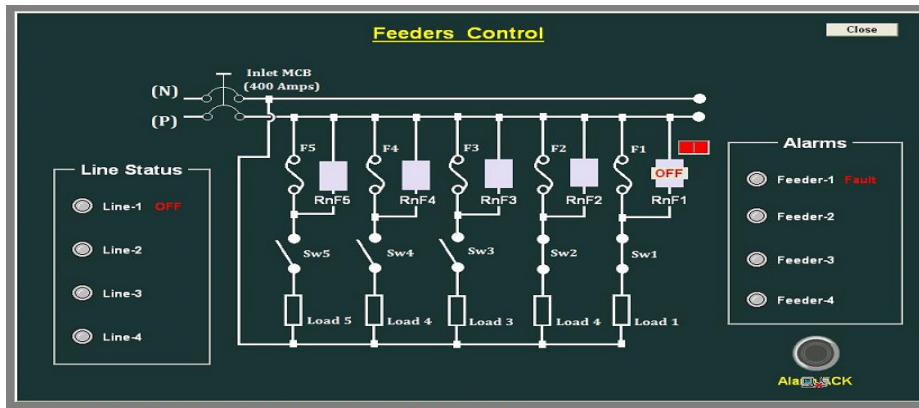 Feeders Control
Close
Inlet MCB
(400 Amps)
(N)
(P)
F5 F4 F3 F2 F1
OFF
RnF5 RnF4 RnF3 RnF2 RnF1
Sw5 Sw4 Sw3 Sw2 Sw1
Load 5 Load 4 Load 3 Load 4 Load 1
Line Status
Line-1 OFF
Line-2
Line-3
Line-4
Alarms
Feeder-1 Fault
Feeder-2
Feeder-3
Feeder-4